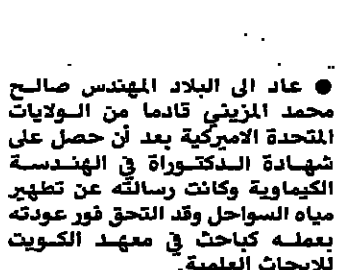 ● عاد الى البلاد المهندس صالح
محمد المزيني قادما من الولايات
المتحدة الاميركية بعد أن حصل على
شهادة الدكتوراة في الهندسة
الكيماوية وكانت رسالته عن تطهير
مياه السواحل وقد التحق فور عودته
بعمله كباحث في معهد الكويت
للابحاث العلمية.